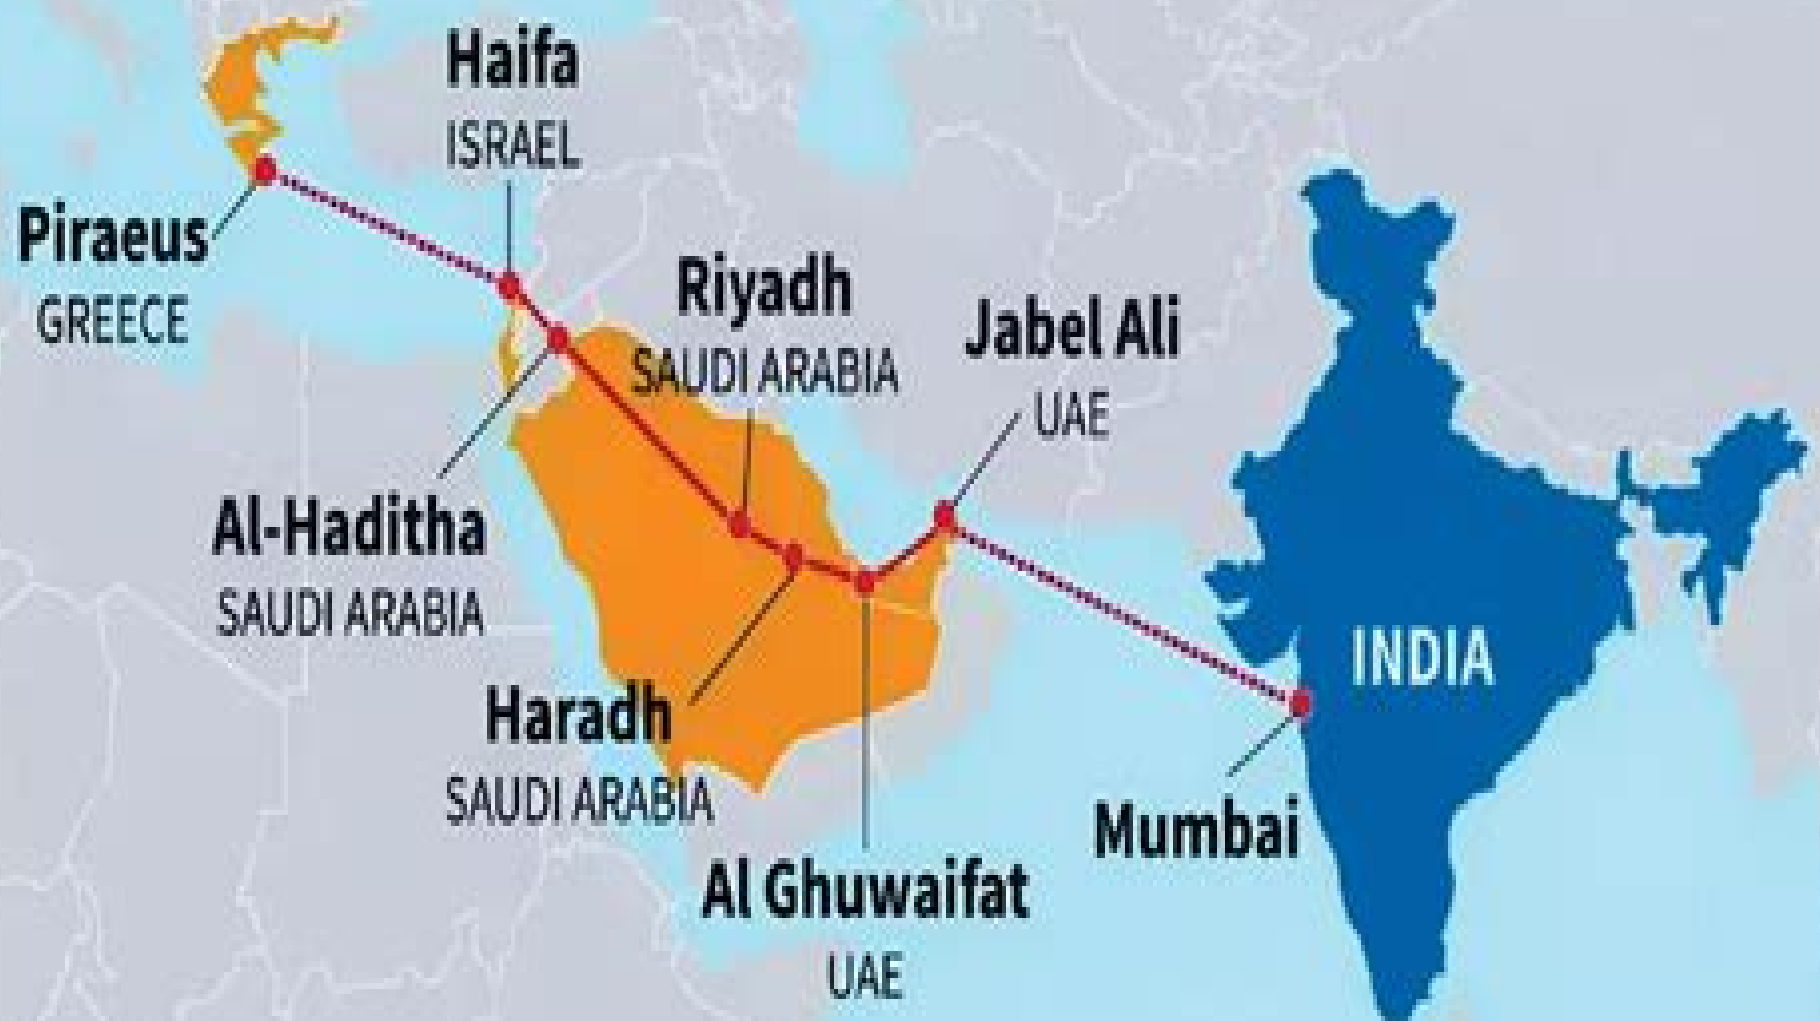 Haifa
ISRAEL
Piraeus
GREECE
Riyadh
SAUDI ARABIA
Jabel Ali
UAE
Al-Haditha
SAUDI ARABIA
INDIA
Haradh
SAUDI ARABIA
Mumbai
Al Ghuwaifat
UAE